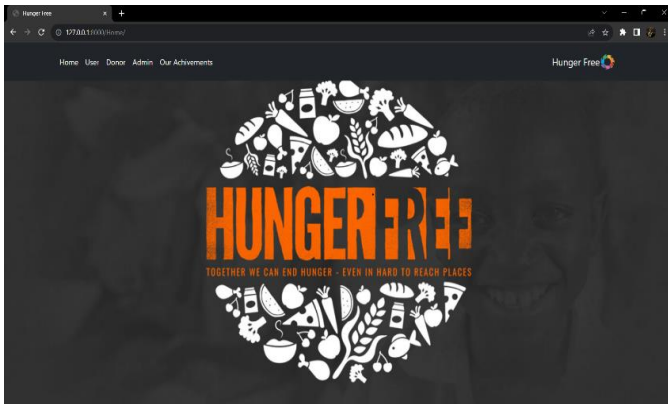 Hunger Free
127.0.0.1:8000/Home/
Home User Donor Admin Our Achivements
Hunger Free
HUNGER FREE
TOGETHER WE CAN END HUNGER - EVEN IN HARD TO REACH PLACES